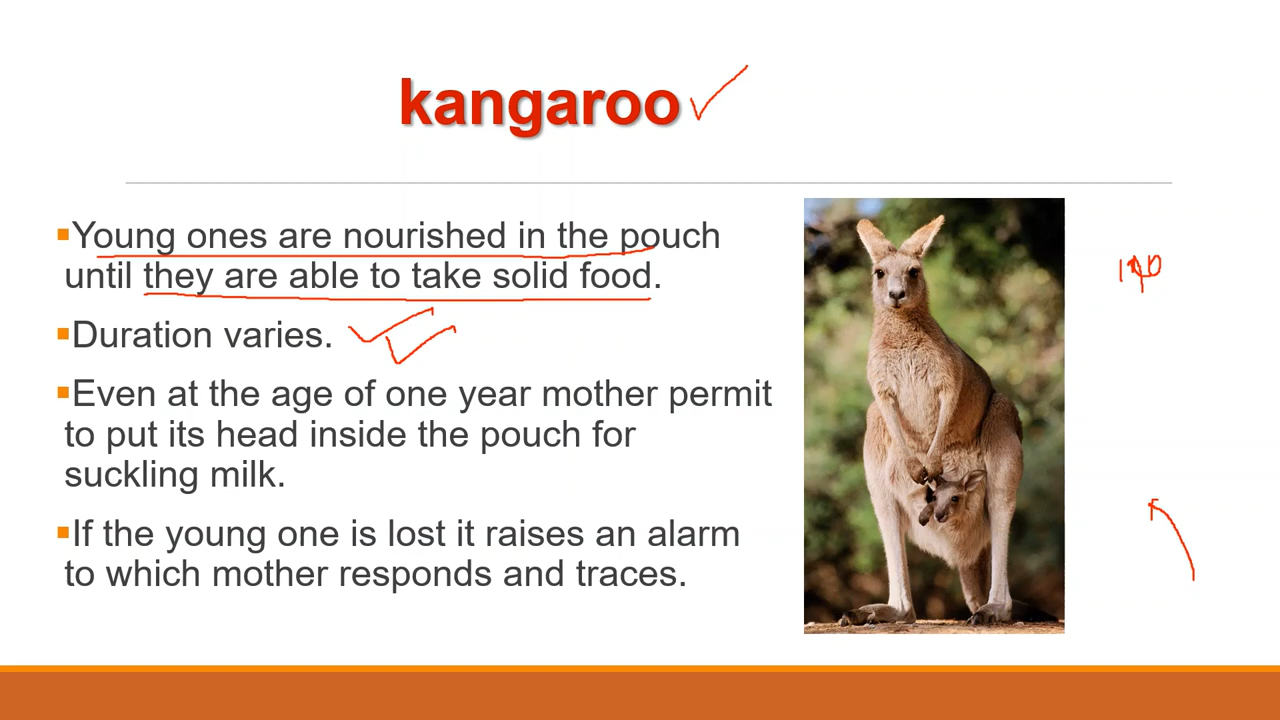 kangaroo
▪Young ones are nourished in the pouch
until they are able to take solid food.
▪Duration varies.
▪Even at the age of one year mother permit
to put its head inside the pouch for
suckling milk.
▪If the young one is lost it raises an alarm
to which mother responds and traces.